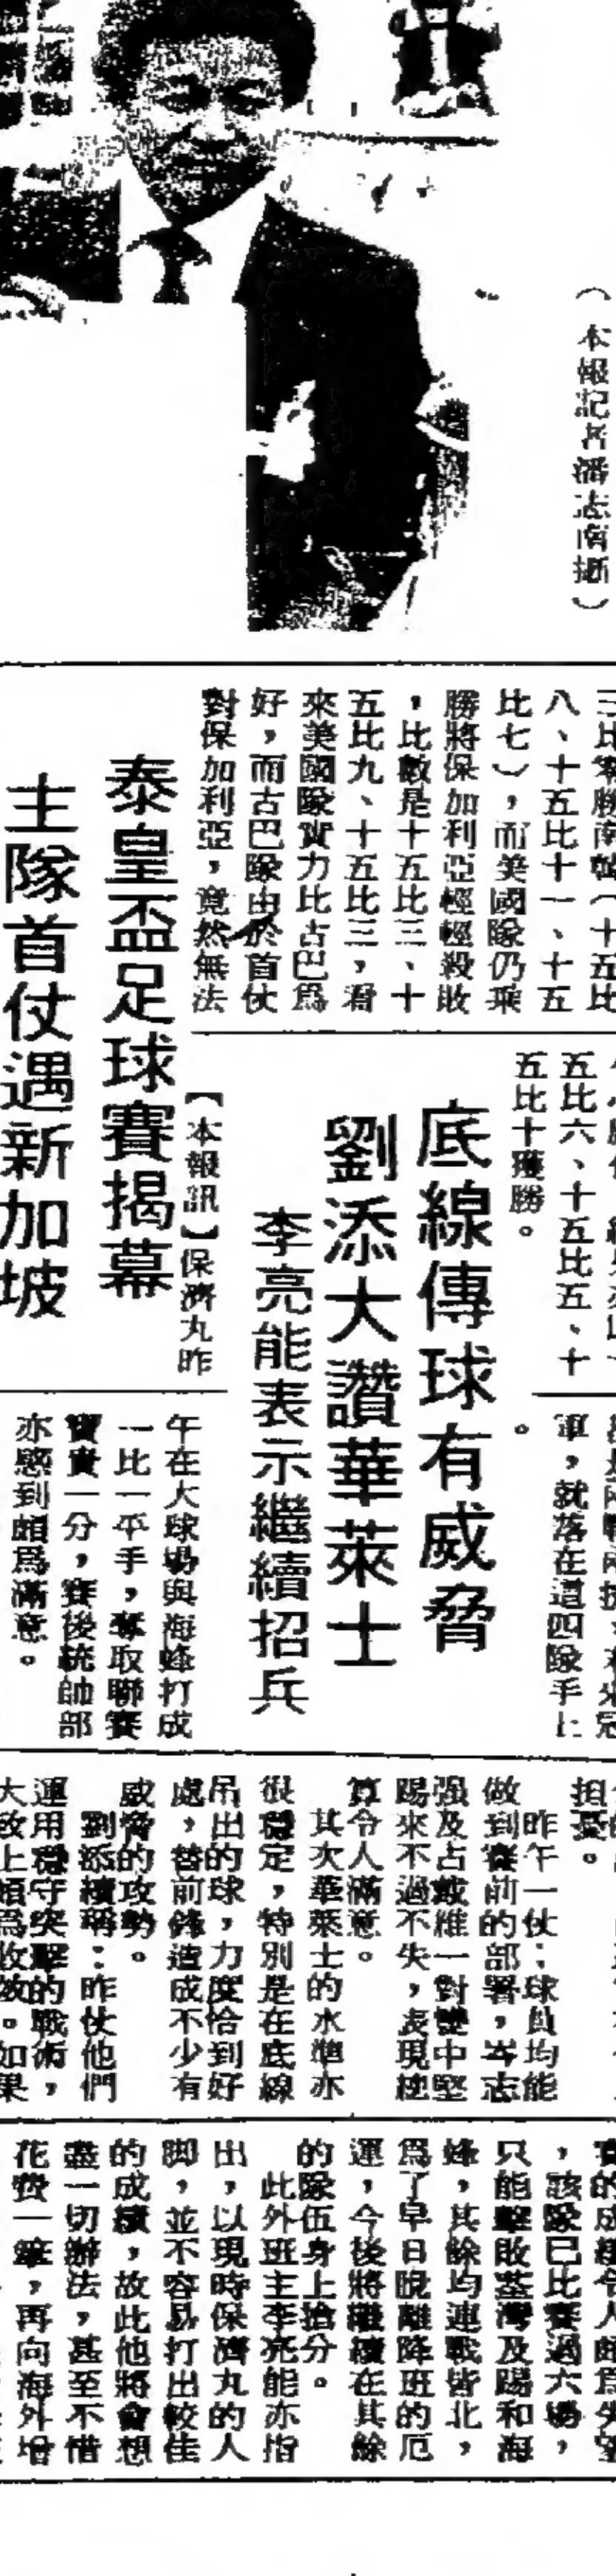 （本報記者潘志南攝）
三比零勝南韓（十五比
八、十五比十一、十五
比七），而美國隊仍乘
勝將保加利亞輕輕殺敗
，比數是十五比三、十
五比九、十五比三，看
來美國隊實力比古巴爲
好，而古巴隊由於首仗
對保加利亞，竟然無法
五比六、十五比五、十
五比十獲勝。
軍，就落在這四隊手上
。
底線傳球有威脅
劉添大讚華萊士
李亮能表示繼續招兵
【本報訊】保濟丸昨
午在大球場與海蜂打成
一比一平手，奪取聯賽
寶貴一分，賽後統帥部
亦感到頗爲滿意。
泰皇盃足球賽揭幕
主隊首仗遇新加坡
担憂。
昨午一仗：球員均能
做到賽前的部署，岑志
强及占戴維一對雙中堅
踢來不過不失，表現總
算令人滿意。
其次華萊士的水準亦
很穩定，特別是在底線
吊出的球，力度恰到好
處，替前鋒造成不少有
威脅的攻勢。
劉添續稱：昨仗他們
運用穩守突擊的戰術，
大致上頗爲收效。如果
賽的成績令人頗爲失望
，該隊已比賽過六場，
只能擊敗荃灣及踢和海
蜂，其餘均連戰皆北，
爲了早日脫離降班的厄
運，今後將繼續在其餘
的隊伍身上搶分。
此外班主李亮能亦指
出，以現時保濟丸的人
脚，並不容易打出較佳
的成績，故此他將會想
盡一切辦法，甚至不惜
花費一筆，再向海外增